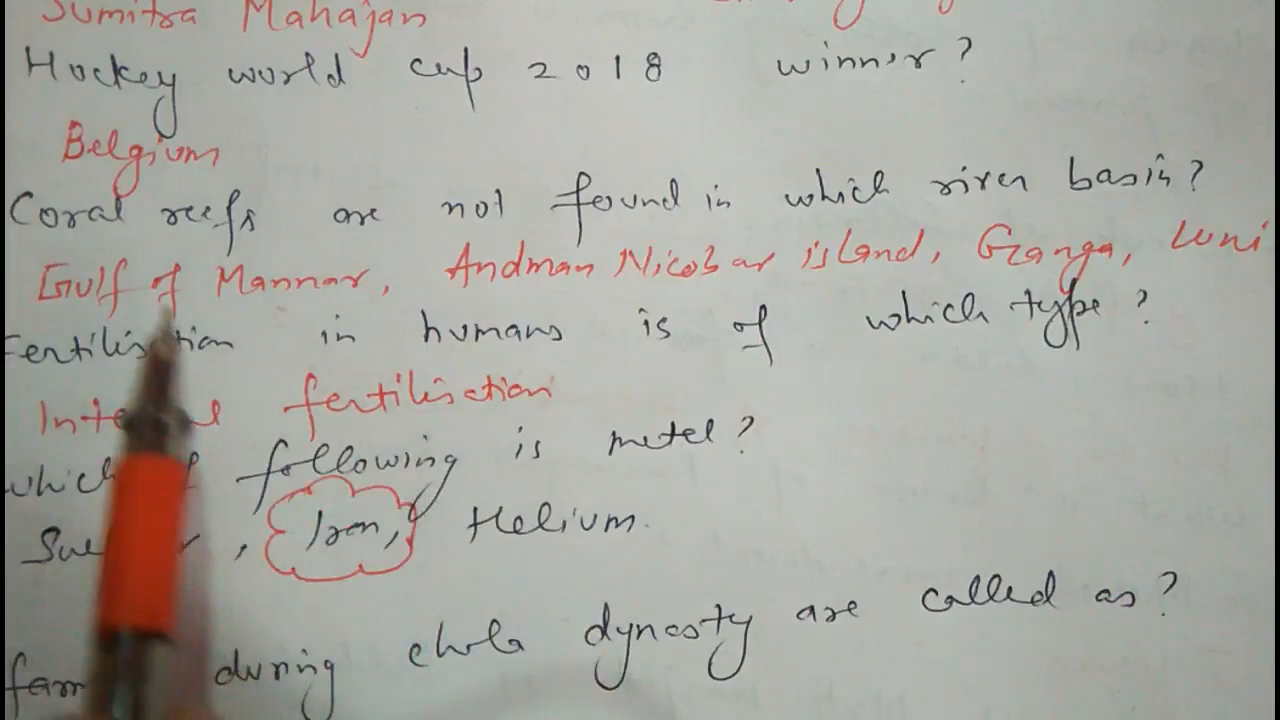 Sumitra Mahajan
Hockey world cup 2018 winner?
Belgium
Coral reefs are not found in which river basin?
Gulf of Mannar, Andman Nicobar island, Ganga, Luni
Fertilisation in humans is of which type?
fertilisation
which following is metal?
, Iron, Helium.
during chola dynasty are called as?